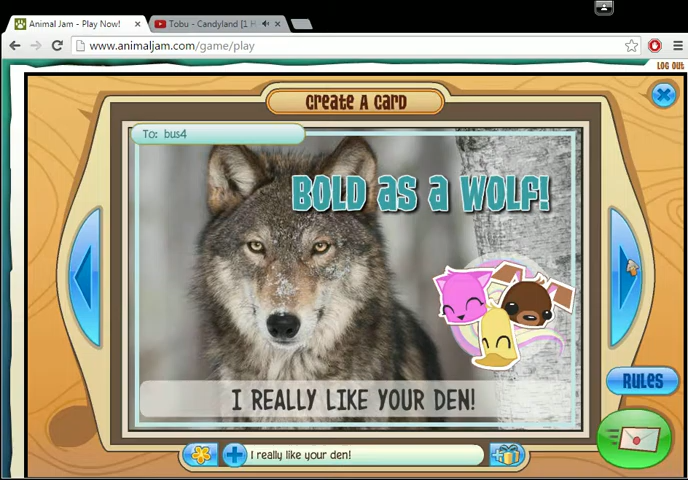 Animal Jam - Play Now!
Tobu - Candyland [1 H
www.animaljam.com/game/play
LOG OUT
CREATE A CARD
To: bus4
BOLD as a WOLF!
I REALLY LIKE YOUR DEN!
RULES
I really like your den!